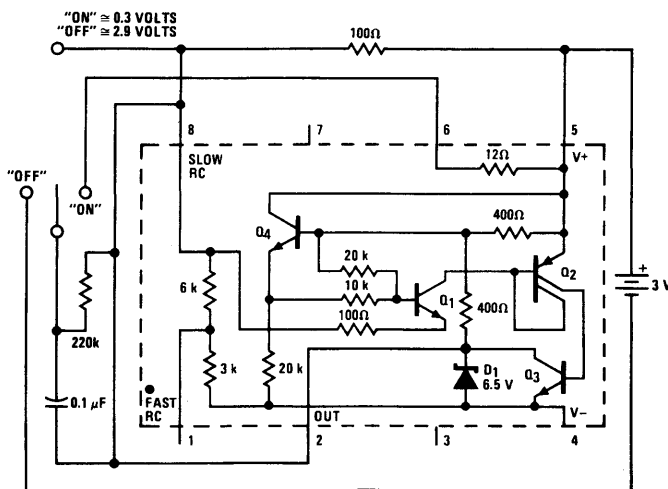 "ON" ≅ 0.3 VOLTS
"OFF" ≅ 2.9 VOLTS
100Ω
8
7
6
5
SLOW
RC
12Ω
V+
"OFF"
"ON"
Q4
400Ω
20 k
Q2
6 k
10 k
Q1
400Ω
+
3 V
100Ω
220k
3 k
20 k
D1
6.5 V
Q3
0.1 μF
FAST
RC
OUT
V−
1
2
3
4